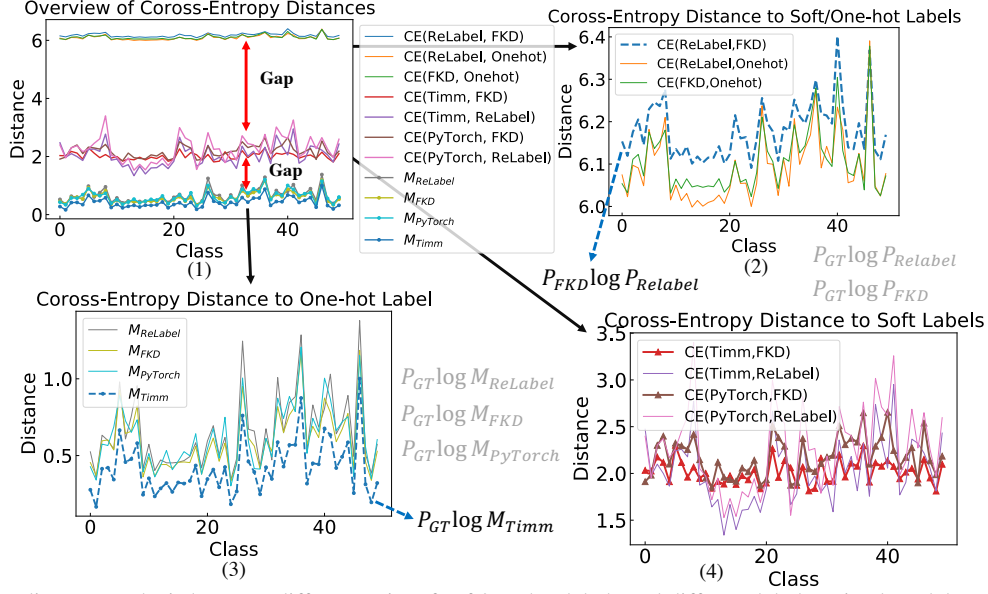 Overview of Coross-Entropy Distances
6
4
2
0
Distance
Gap
Gap
0
20
40
Class
(1)
CE(ReLabel, FKD)
CE(ReLabel, Onehot)
CE(FKD, Onehot)
CE(Timm, FKD)
CE(Timm, ReLabel)
CE(PyTorch, FKD)
CE(PyTorch, ReLabel)
M_ReLabel
M_FKD
M_PyTorch
M_Timm
Coross-Entropy Distance to Soft/One-hot Labels
6.4
6.3
6.2
6.1
6.0
Distance
CE(ReLabel,FKD)
CE(ReLabel,Onehot)
CE(FKD,Onehot)
0
20
40
Class
(2)
P_FKD log P_Relabel
P_GT log P_Relabel
P_GT log P_FKD
Coross-Entropy Distance to One-hot Label
1.0
0.5
Distance
M_ReLabel
M_FKD
M_PyTorch
M_Timm
0
20
40
Class
(3)
P_GT log M_ReLabel
P_GT log M_FKD
P_GT log M_PyTorch
P_GT log M_Timm
Coross-Entropy Distance to Soft Labels
3.5
3.0
2.5
2.0
1.5
Distance
CE(Timm,FKD)
CE(Timm,ReLabel)
CE(PyTorch,FKD)
CE(PyTorch,ReLabel)
0
20
40
Class
(4)